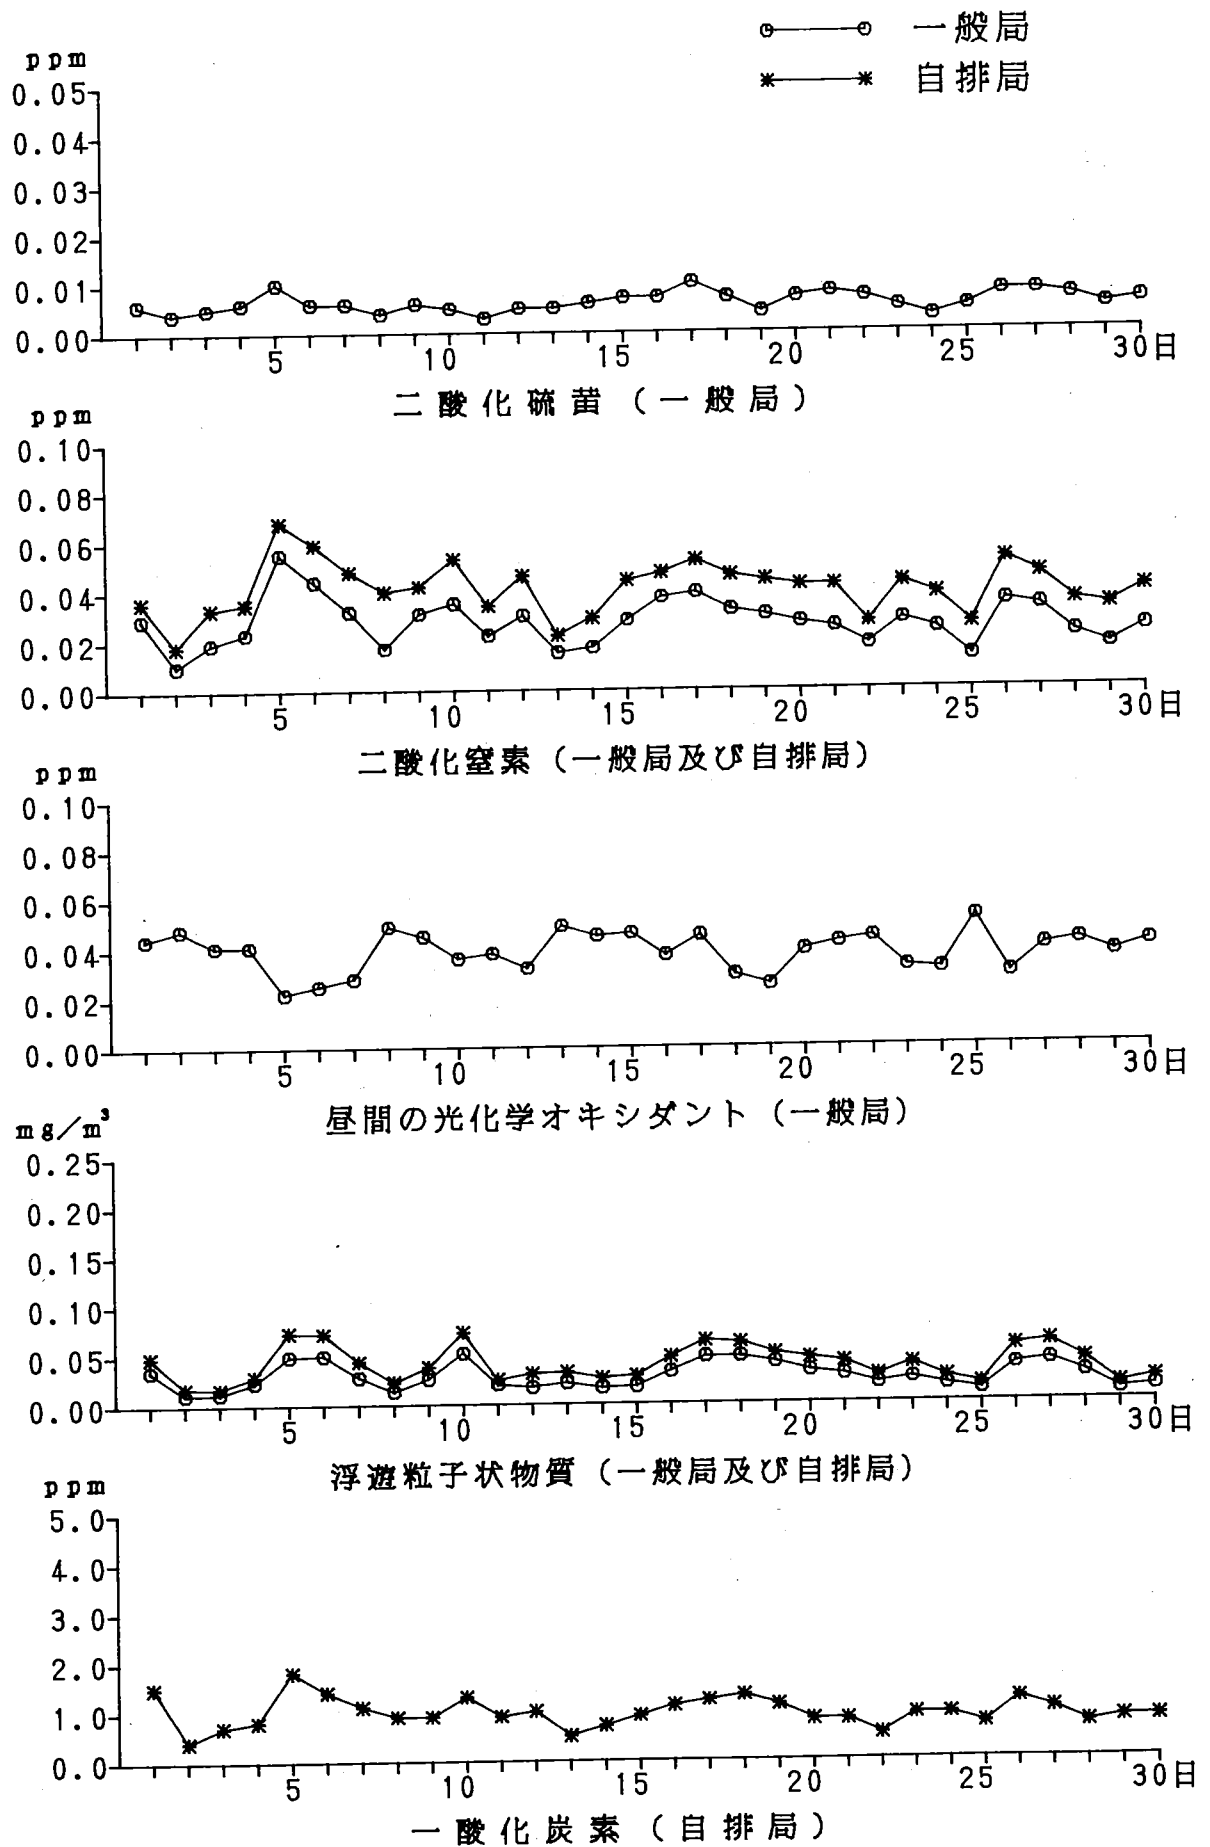 一般局
自排局
ppm
0.05
0.04
0.03
0.02
0.01
0.00
5 10 15 20 25 30日
二酸化硫黄（一般局）
ppm
0.10
0.08
0.06
0.04
0.02
0.00
5 10 15 20 25 30日
二酸化窒素（一般局及び自排局）
ppm
0.10
0.08
0.06
0.04
0.02
0.00
5 10 15 20 25 30日
昼間の光化学オキシダント（一般局）
mg/m³
0.25
0.20
0.15
0.10
0.05
0.00
5 10 15 20 25 30日
浮遊粒子状物質（一般局及び自排局）
ppm
5.0
4.0
3.0
2.0
1.0
0.0
5 10 15 20 25 30日
一酸化炭素（自排局）